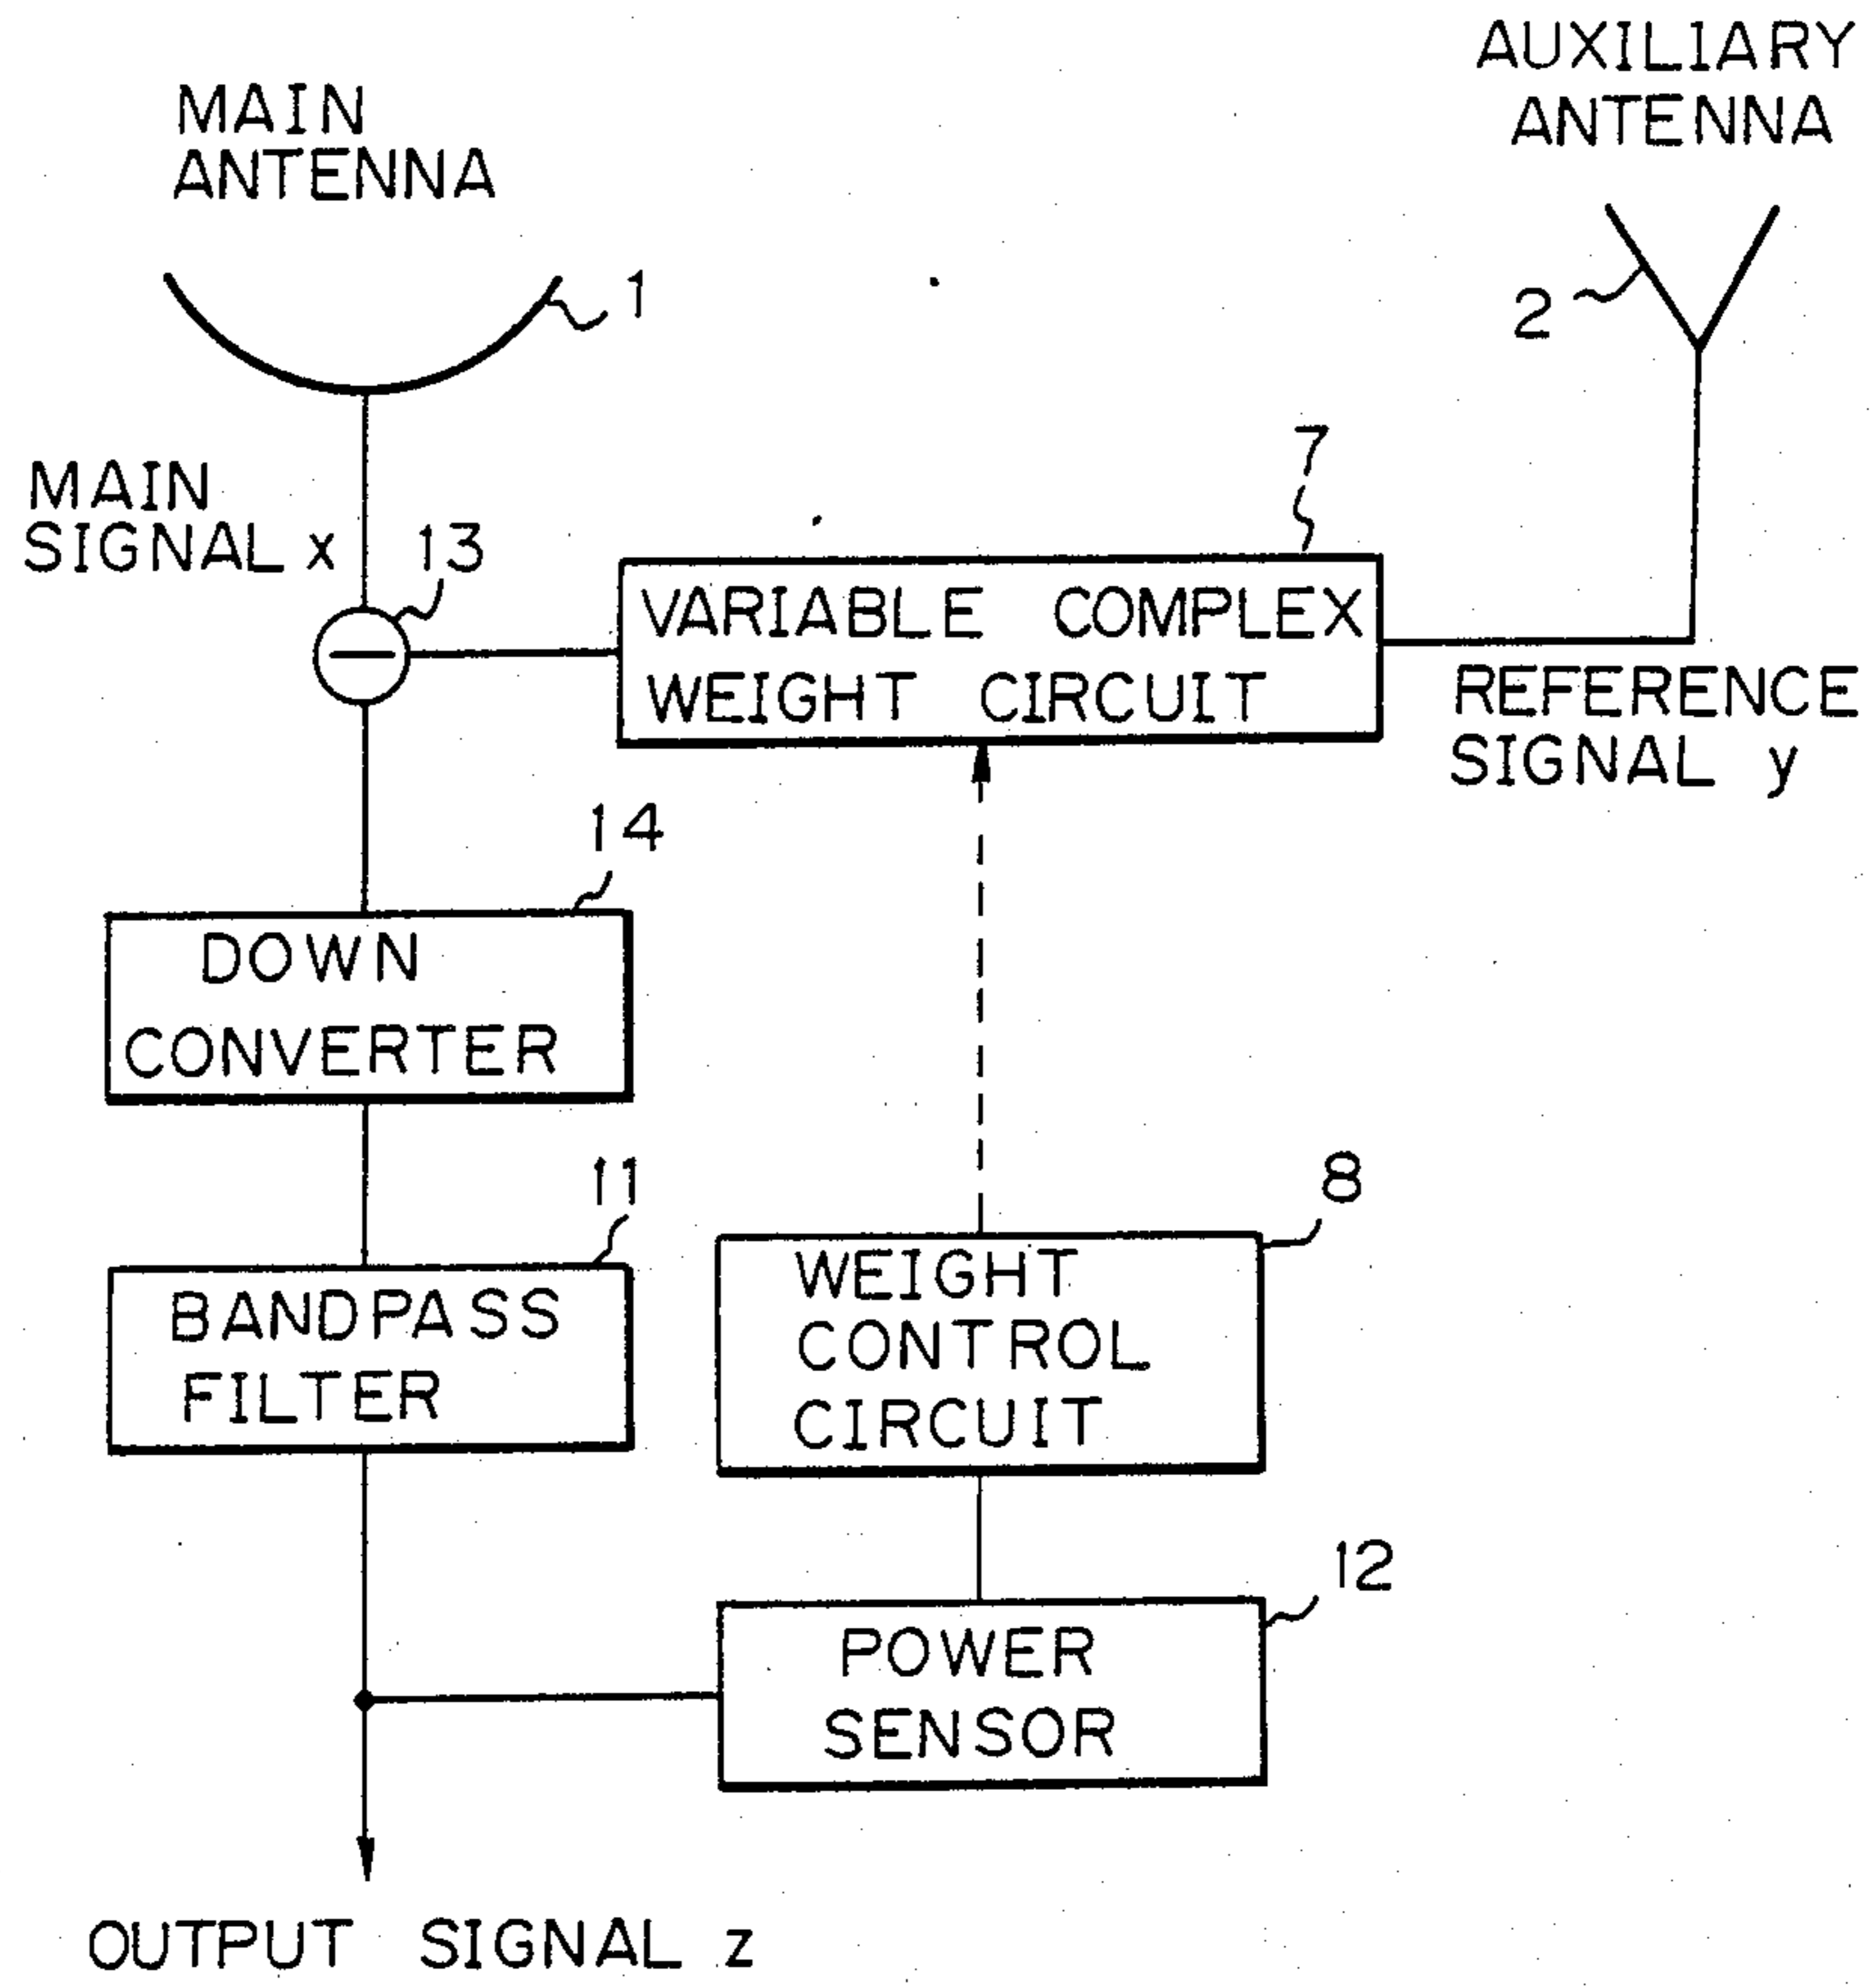 AUXILIARY
ANTENNA
MAIN
ANTENNA
1
2
7
MAIN
SIGNAL x
13
VARIABLE COMPLEX
WEIGHT CIRCUIT
REFERENCE
SIGNAL y
14
DOWN
CONVERTER
11
8
BANDPASS
FILTER
WEIGHT
CONTROL
CIRCUIT
12
POWER
SENSOR
OUTPUT SIGNAL z